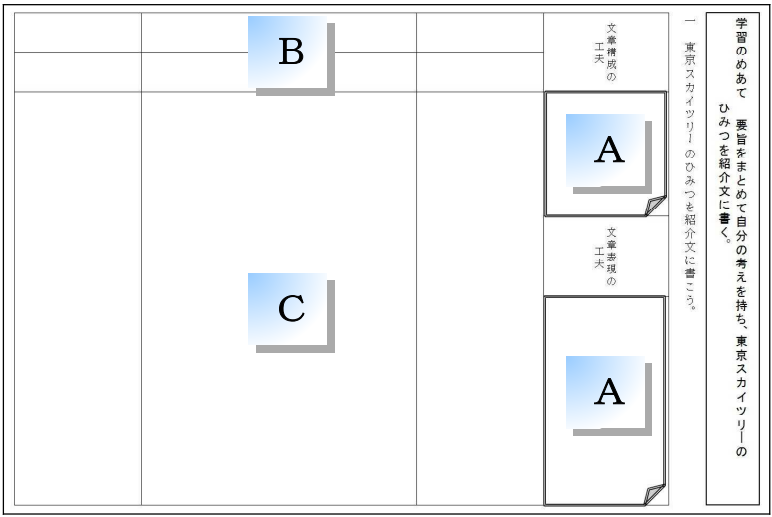 学習のめあて　要旨をまとめて自分の考えを持ち、東京スカイツリーの
ひみつを紹介文に書く。
一　東京スカイツリーのひみつを紹介文に書こう。
文章構成の
工夫
A
文章表現の
工夫
A
B
C